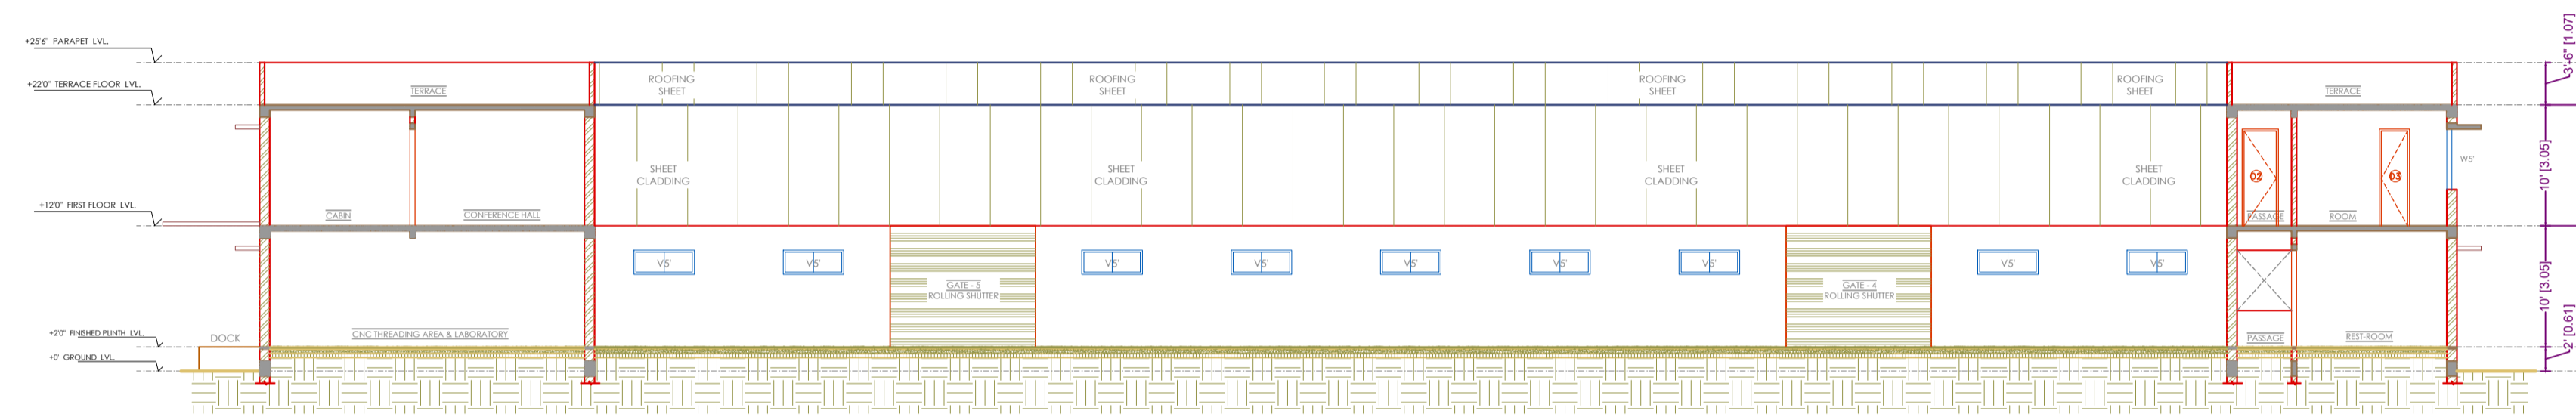 +25'6" PARAPET LVL.
+22'0" TERRACE FLOOR LVL.
+12'0" FIRST FLOOR LVL.
+2'0" FINISHED PLINTH LVL.
+0' GROUND LVL.
DOCK
TERRACE
CABIN
CONFERENCE HALL
CNC THREADING AREA & LABORATORY
ROOFING
SHEET
ROOFING
SHEET
ROOFING
SHEET
ROOFING
SHEET
SHEET
CLADDING
SHEET
CLADDING
SHEET
CLADDING
SHEET
CLADDING
V5'
V5'
GATE - 5
ROLLING SHUTTER
V5'
V5'
V5'
V5'
V5'
GATE - 4
ROLLING SHUTTER
V5'
V5'
TERRACE
D2
D3
W5'
PASSAGE
ROOM
PASSAGE
REST-ROOM
3'-6" [1.07]
10' [3.05]
10' [3.05]
2' [0.61]